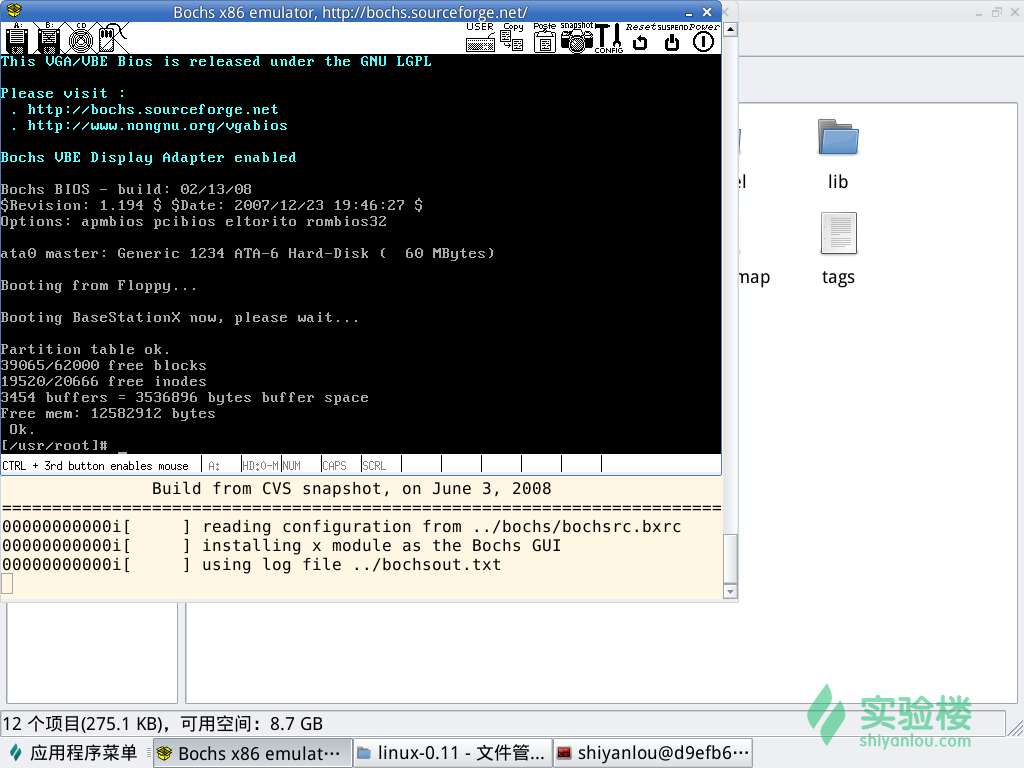 Bochs x86 emulator, http://bochs.sourceforge.net/
A: B: CD USER Copy Paste snapshot CONFIG Reset SUSPEND Power
This VGA/VBE Bios is released under the GNU LGPL
Please visit :
. http://bochs.sourceforge.net
. http://www.nongnu.org/vgabios
Bochs VBE Display Adapter enabled
Bochs BIOS - build: 02/13/08
$Revision: 1.194 $ $Date: 2007/12/23 19:46:27 $
Options: apmbios pcibios eltorito rombios32
ata0 master: Generic 1234 ATA-6 Hard-Disk (  60 MBytes)
Booting from Floppy...
Booting BaseStationX now, please wait...
Partition table ok.
39065/62000 free blocks
19520/20666 free inodes
3454 buffers = 3536896 bytes buffer space
Free mem: 12582912 bytes
Ok.
[/usr/root]# _
CTRL + 3rd button enables mouse A: HD:0-M NUM CAPS SCRL
Build from CVS snapshot, on June 3, 2008
========================================================================
00000000000i[      ] reading configuration from ../bochs/bochsrc.bxrc
00000000000i[      ] installing x module as the Bochs GUI
00000000000i[      ] using log file ../bochsout.txt
el
lib
map
tags
12 个项目(275.1 KB)，可用空间：8.7 GB
实验楼
shiyanlou.com
应用程序菜单
Bochs x86 emulat···
linux-0.11 - 文件管...
shiyanlou@d9efb6···